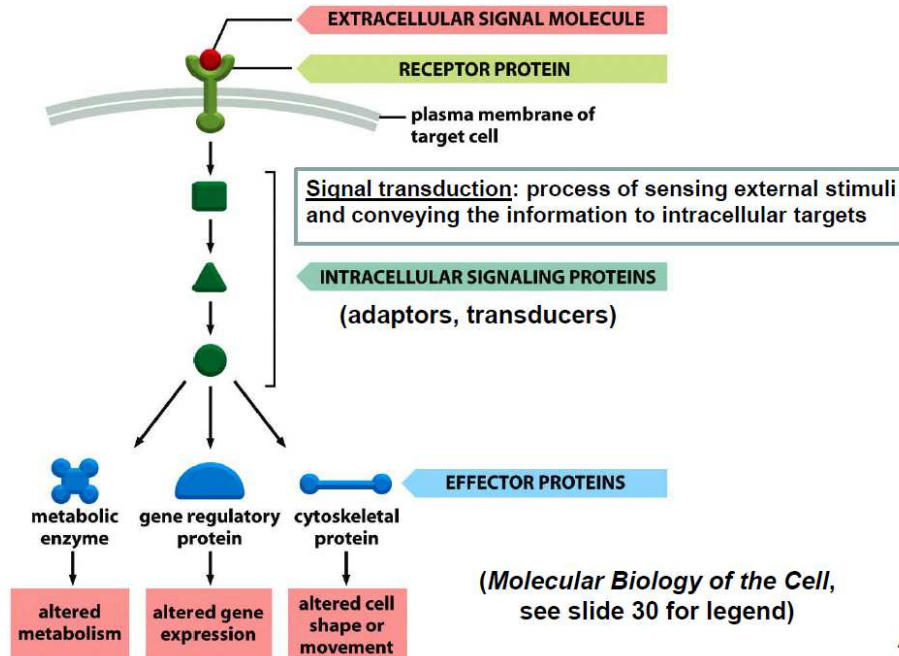 EXTRACELLULAR SIGNAL MOLECULE
RECEPTOR PROTEIN
plasma membrane of
target cell
Signal transduction: process of sensing external stimuli
and conveying the information to intracellular targets
INTRACELLULAR SIGNALING PROTEINS
(adaptors, transducers)
EFFECTOR PROTEINS
metabolic
enzyme
gene regulatory
protein
cytoskeletal
protein
altered
metabolism
altered gene
expression
altered cell
shape or
movement
(Molecular Biology of the Cell,
see slide 30 for legend)